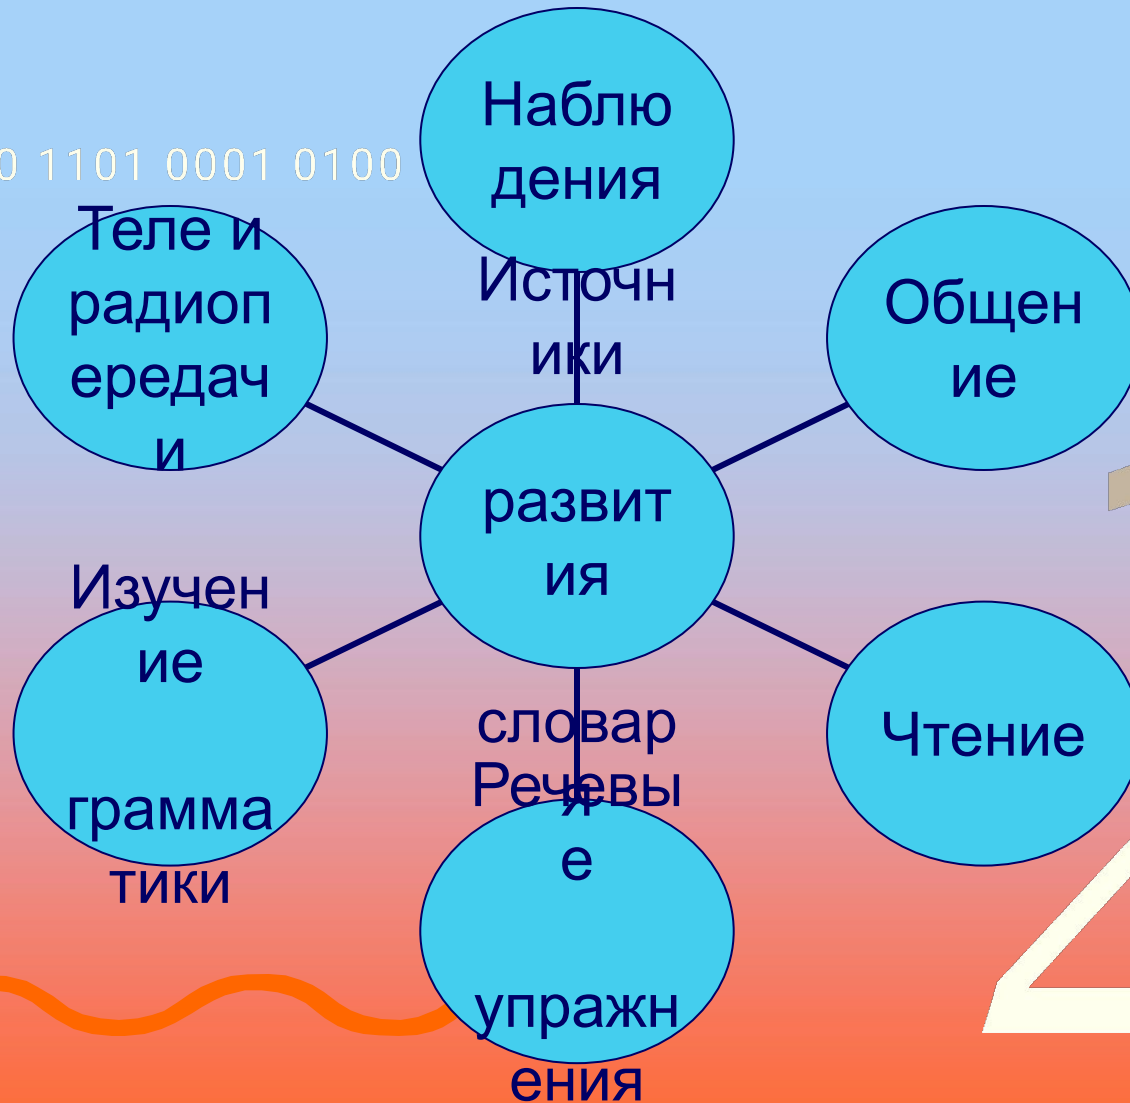 Наблю
дения
0 1101 0001 0100
Теле и
радиоп
ередач
и
Источн
ики
развит
ия
словар
я
Общен
ие
Изучен
ие
грамма
тики
Чтение
Речевы
е
упражн
ения